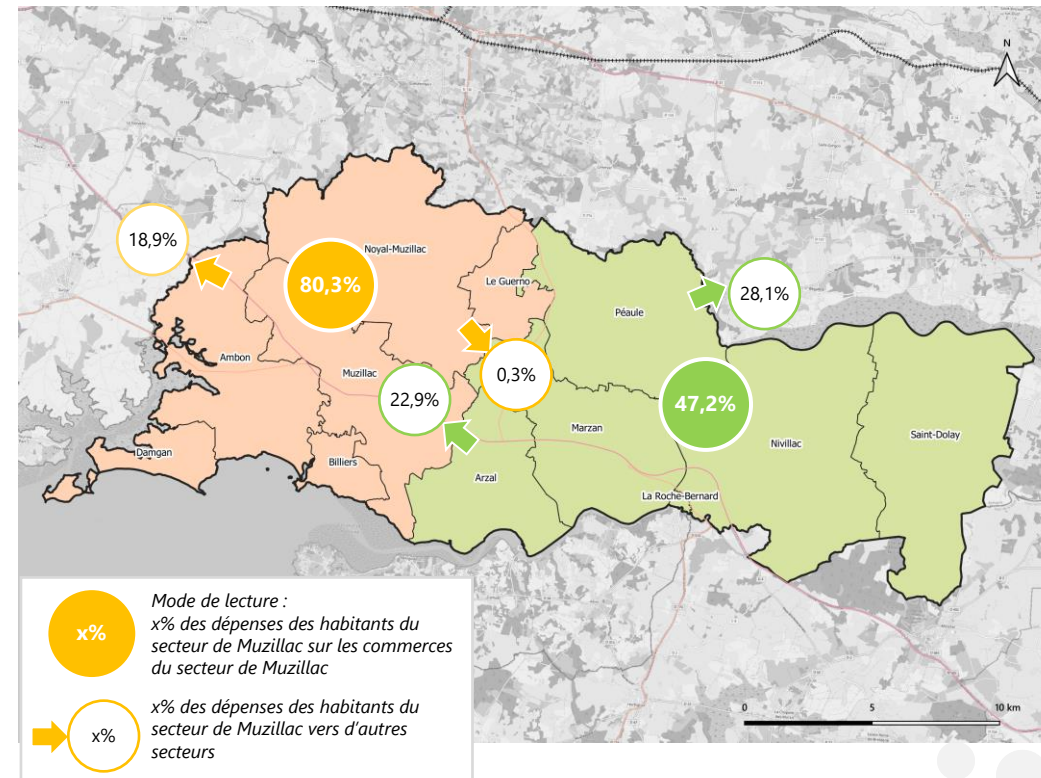 N
18,9%
Noyal-Muzillac
80,3%
Le Guerno
Péaule
28,1%
Ambon
Muzillac
0,3%
22,9%
47,2%
Marzan
Nivillac
Saint-Dolay
Damgan
Billiers
Arzal
La Roche-Bernard
x%
Mode de lecture :
x% des dépenses des habitants du
secteur de Muzillac sur les commerces
du secteur de Muzillac
x%
x% des dépenses des habitants du
secteur de Muzillac vers d'autres
secteurs
0
5
10 km